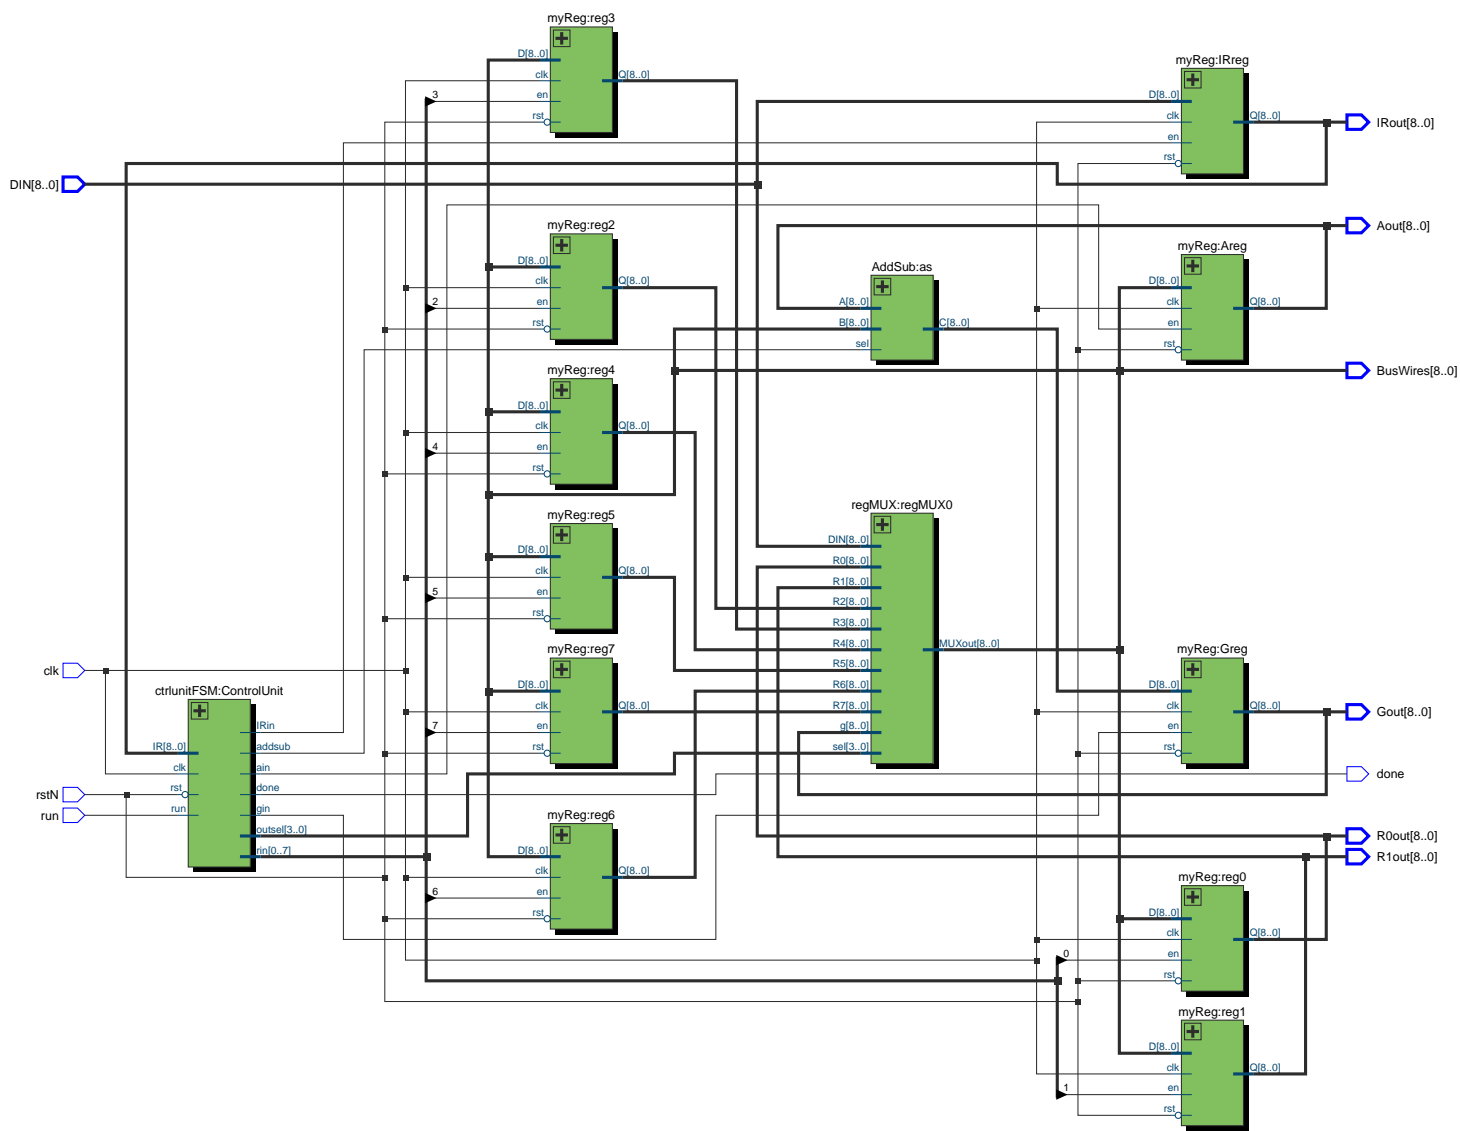 myReg:reg3
D[8..0]
clk
en
rst
Q[8..0]
3
myReg:IRreg
D[8..0]
clk
en
rst
Q[8..0]
IRout[8..0]
DIN[8..0]
Aout[8..0]
myReg:reg2
D[8..0]
clk
en
rst
Q[8..0]
2
AddSub:as
A[8..0]
B[8..0]
sel
C[8..0]
myReg:Areg
D[8..0]
clk
en
rst
Q[8..0]
BusWires[8..0]
myReg:reg4
D[8..0]
clk
en
rst
Q[8..0]
4
myReg:reg5
D[8..0]
clk
en
rst
Q[8..0]
5
regMUX:regMUX0
DIN[8..0]
R0[8..0]
R1[8..0]
R2[8..0]
R3[8..0]
R4[8..0]
R5[8..0]
R6[8..0]
R7[8..0]
g[8..0]
sel[3..0]
MUXout[8..0]
myReg:reg7
D[8..0]
clk
en
rst
Q[8..0]
7
myReg:Greg
D[8..0]
clk
en
rst
Q[8..0]
Gout[8..0]
clk
ctrlunitFSM:ControlUnit
IR[8..0]
clk
rst
run
IRin
addsub
ain
done
gin
outsel[3..0]
rin[0..7]
rstN
run
done
myReg:reg6
D[8..0]
clk
en
rst
Q[8..0]
6
R0out[8..0]
R1out[8..0]
myReg:reg0
D[8..0]
clk
en
rst
Q[8..0]
0
myReg:reg1
D[8..0]
clk
en
rst
Q[8..0]
1